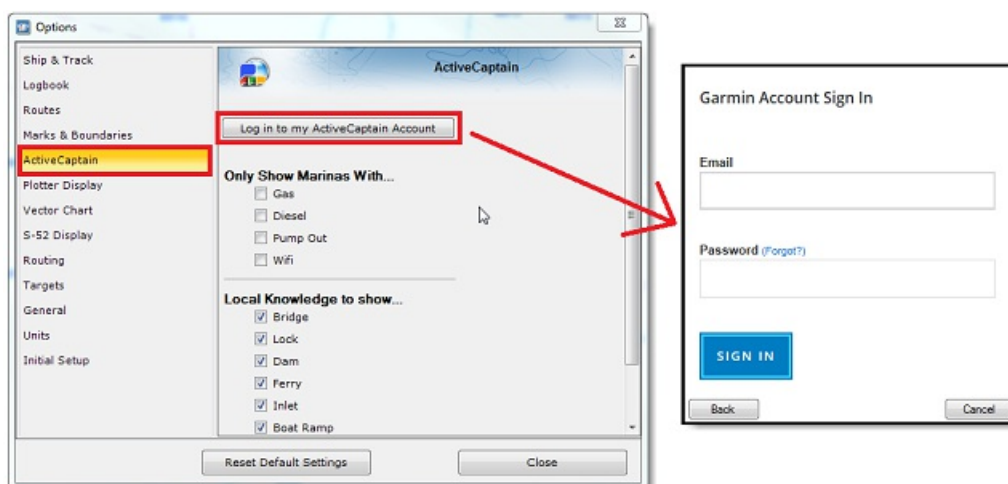 Options
Ship & Track
Logbook
Routes
Marks & Boundaries
ActiveCaptain
Plotter Display
Vector Chart
S-52 Display
Routing
Targets
General
Units
Initial Setup
ActiveCaptain
Log in to my ActiveCaptain Account
Only Show Marinas With...
Gas
Diesel
Pump Out
Wifi
Local Knowledge to show...
Bridge
Lock
Dam
Ferry
Inlet
Boat Ramp
Reset Default Settings
Close
Garmin Account Sign In
Email
Password (Forgot?)
SIGN IN
Back
Cancel